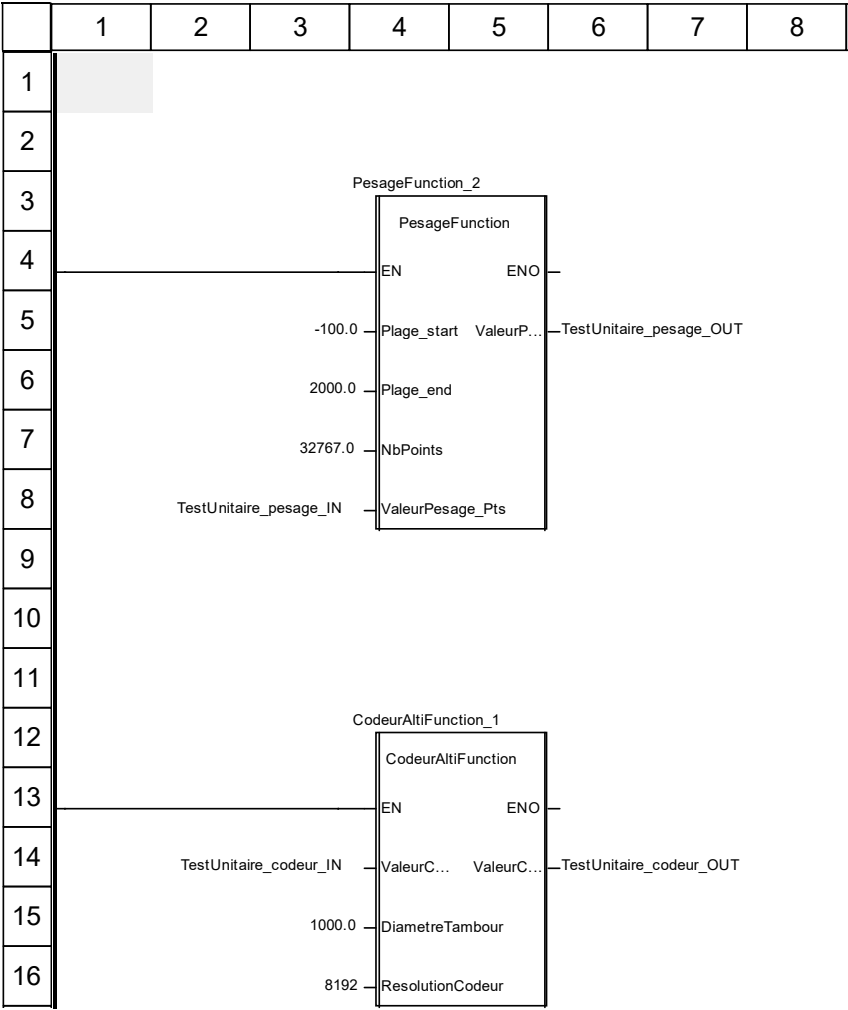 1 2 3 4 5 6 7 8
1
2
PesageFunction_2
3
PesageFunction
4
EN ENO
5
-100.0 Plage_start ValeurP... TestUnitaire_pesage_OUT
6
2000.0 Plage_end
7
32767.0 NbPoints
8
TestUnitaire_pesage_IN ValeurPesage_Pts
9
10
11
CodeurAltiFunction_1
12
CodeurAltiFunction
13
EN ENO
14
TestUnitaire_codeur_IN ValeurC... ValeurC... TestUnitaire_codeur_OUT
15
1000.0 DiametreTambour
16
8192 ResolutionCodeur